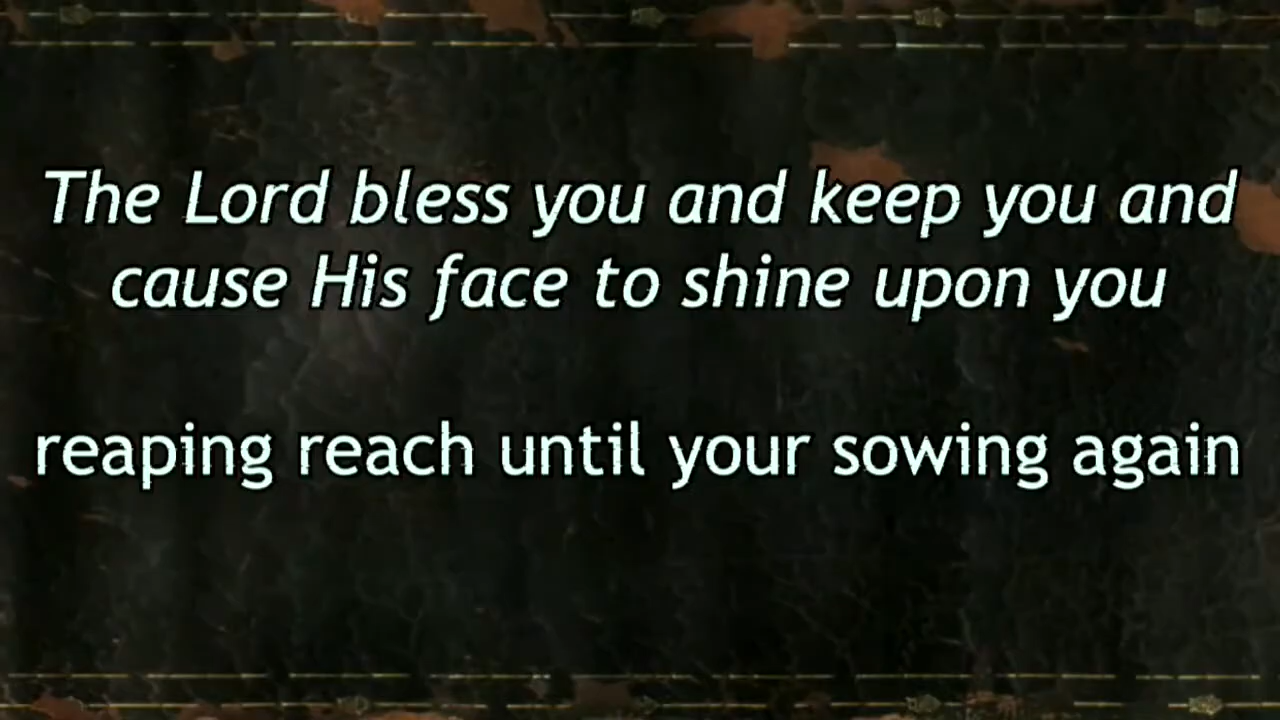 The Lord bless you and keep you and
cause His face to shine upon you
reaping reach until your sowing again